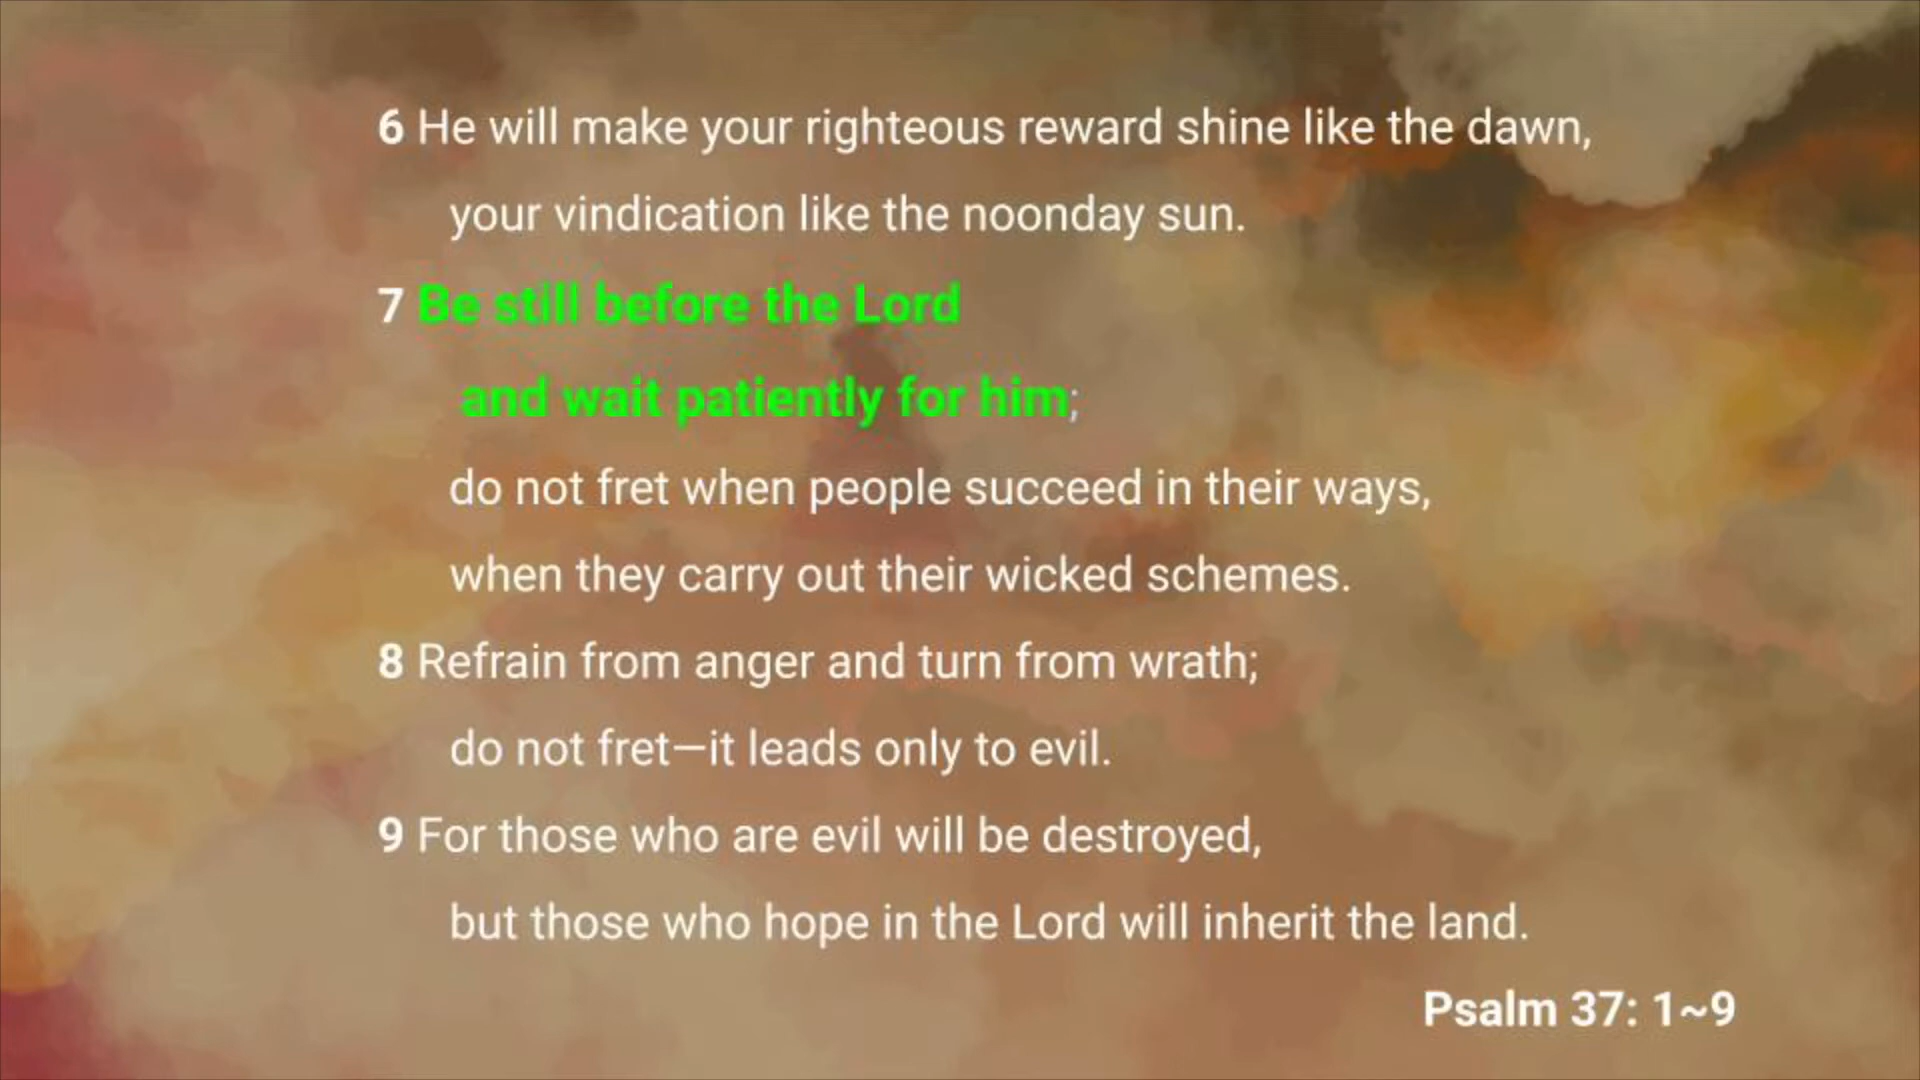 6 He will make your righteous reward shine like the dawn,
your vindication like the noonday sun.
7 Be still before the Lord
and wait patiently for him;
do not fret when people succeed in their ways,
when they carry out their wicked schemes.
8 Refrain from anger and turn from wrath;
do not fret—it leads only to evil.
9 For those who are evil will be destroyed,
but those who hope in the Lord will inherit the land.
Psalm 37: 1~9